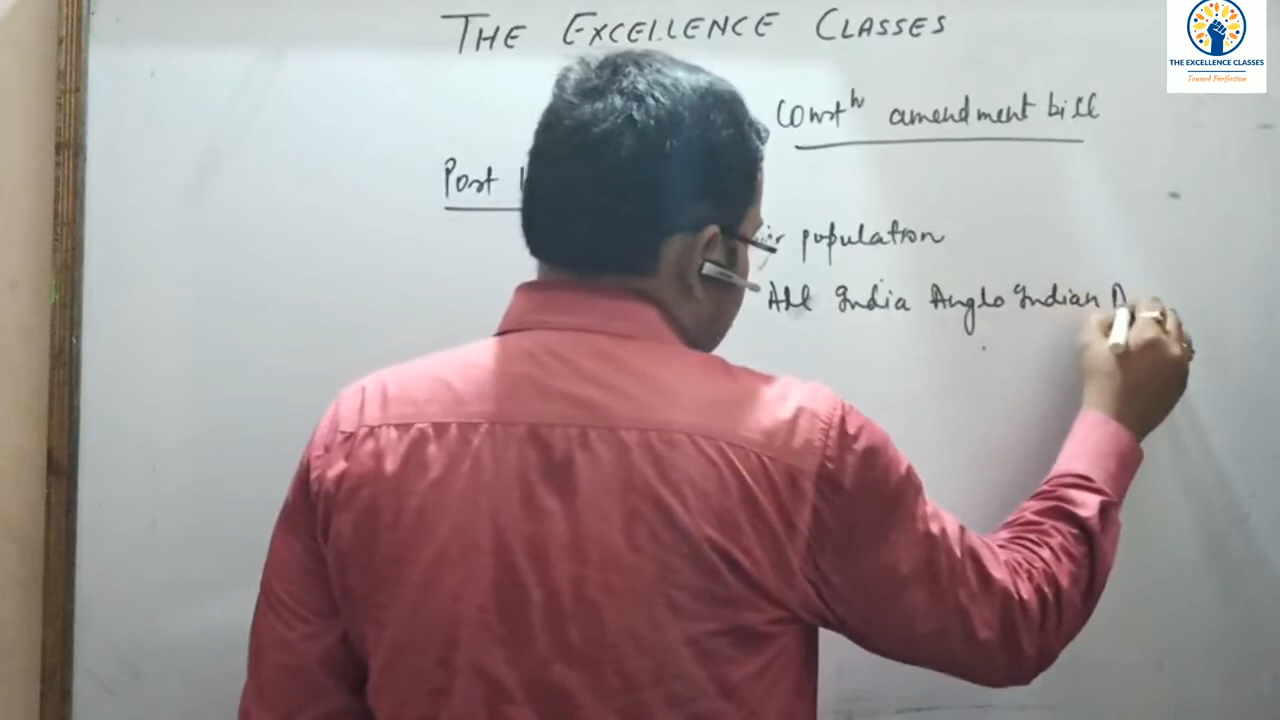 THE EXCELLENCE CLASSES
THE EXCELLENCE CLASSES
Toward Perfection
Constn amendment bill
Post
population
All India Anglo Indian